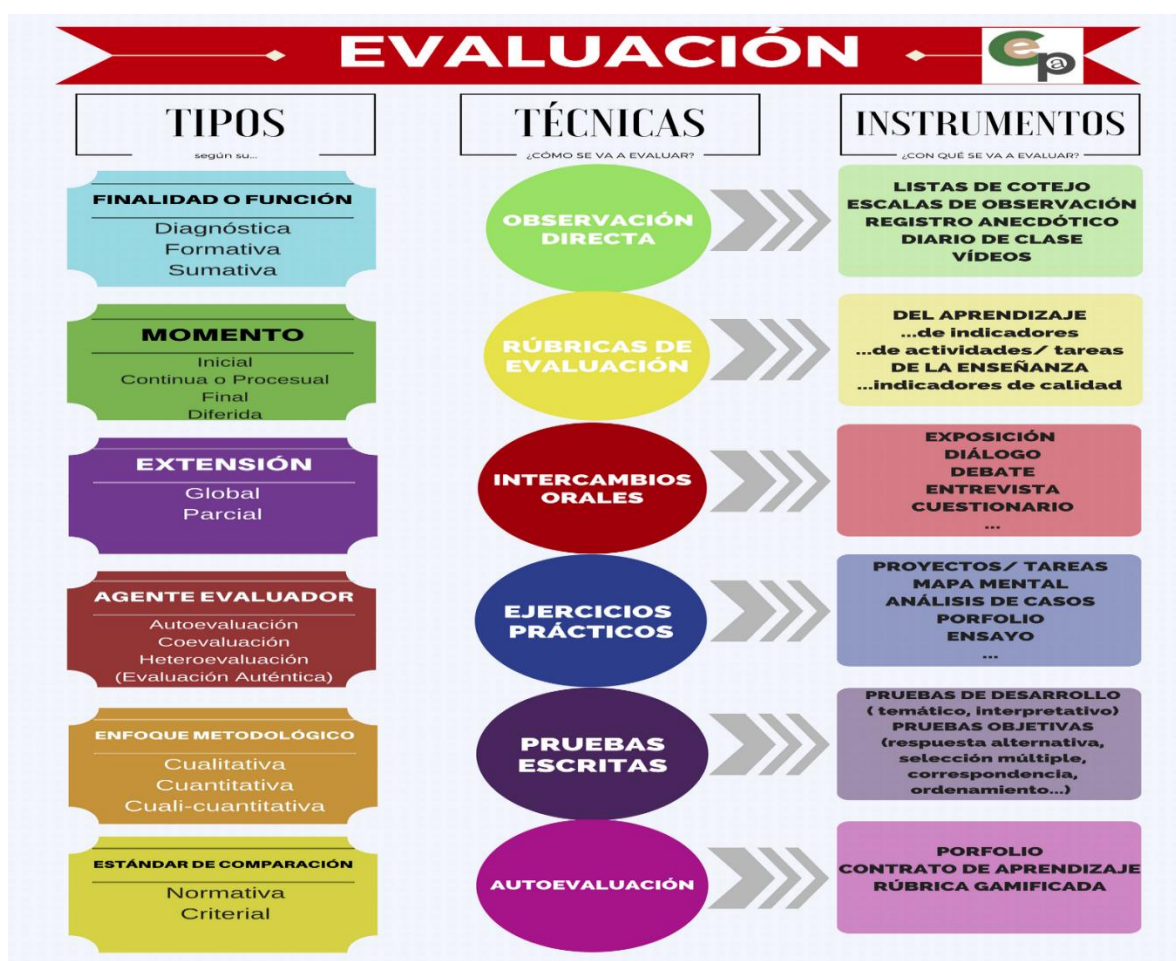 EVALUACIÓN
Cepa
TIPOS
según su...
FINALIDAD O FUNCIÓN
Diagnóstica
Formativa
Sumativa
MOMENTO
Inicial
Continua o Procesual
Final
Diferida
EXTENSIÓN
Global
Parcial
AGENTE EVALUADOR
Autoevaluación
Coevaluación
Heteroevaluación
(Evaluación Auténtica)
ENFOQUE METODOLÓGICO
Cualitativa
Cuantitativa
Cuali-cuantitativa
ESTÁNDAR DE COMPARACIÓN
Normativa
Criterial
TÉCNICAS
¿CÓMO SE VA A EVALUAR?
OBSERVACIÓN
DIRECTA
RÚBRICAS DE
EVALUACIÓN
INTERCAMBIOS
ORALES
EJERCICIOS
PRÁCTICOS
PRUEBAS
ESCRITAS
AUTOEVALUACIÓN
INSTRUMENTOS
¿CON QUÉ SE VA A EVALUAR?
LISTAS DE COTEJO
ESCALAS DE OBSERVACIÓN
REGISTRO ANECDÓTICO
DIARIO DE CLASE
VÍDEOS
DEL APRENDIZAJE
...de indicadores
...de actividades/ tareas
DE LA ENSEÑANZA
...indicadores de calidad
EXPOSICIÓN
DIÁLOGO
DEBATE
ENTREVISTA
CUESTIONARIO
...
PROYECTOS/ TAREAS
MAPA MENTAL
ANÁLISIS DE CASOS
PORFOLIO
ENSAYO
...
PRUEBAS DE DESARROLLO
( temático, interpretativo)
PRUEBAS OBJETIVAS
(respuesta alternativa,
selección múltiple,
correspondencia,
ordenamiento...)
PORFOLIO
CONTRATO DE APRENDIZAJE
RÚBRICA GAMIFICADA